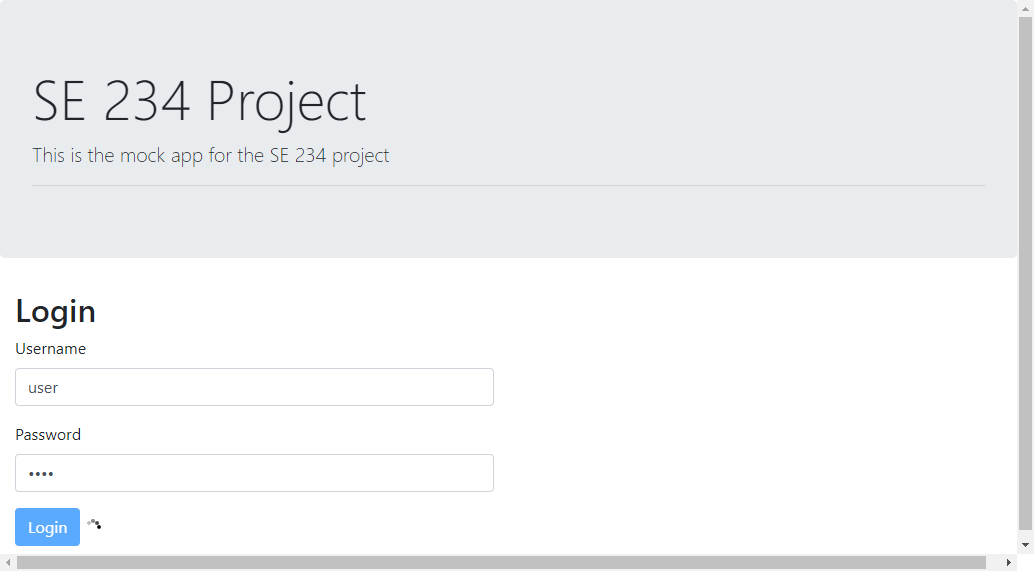 SE 234 Project
This is the mock app for the SE 234 project
Login
Username
user
Password
••••
Login